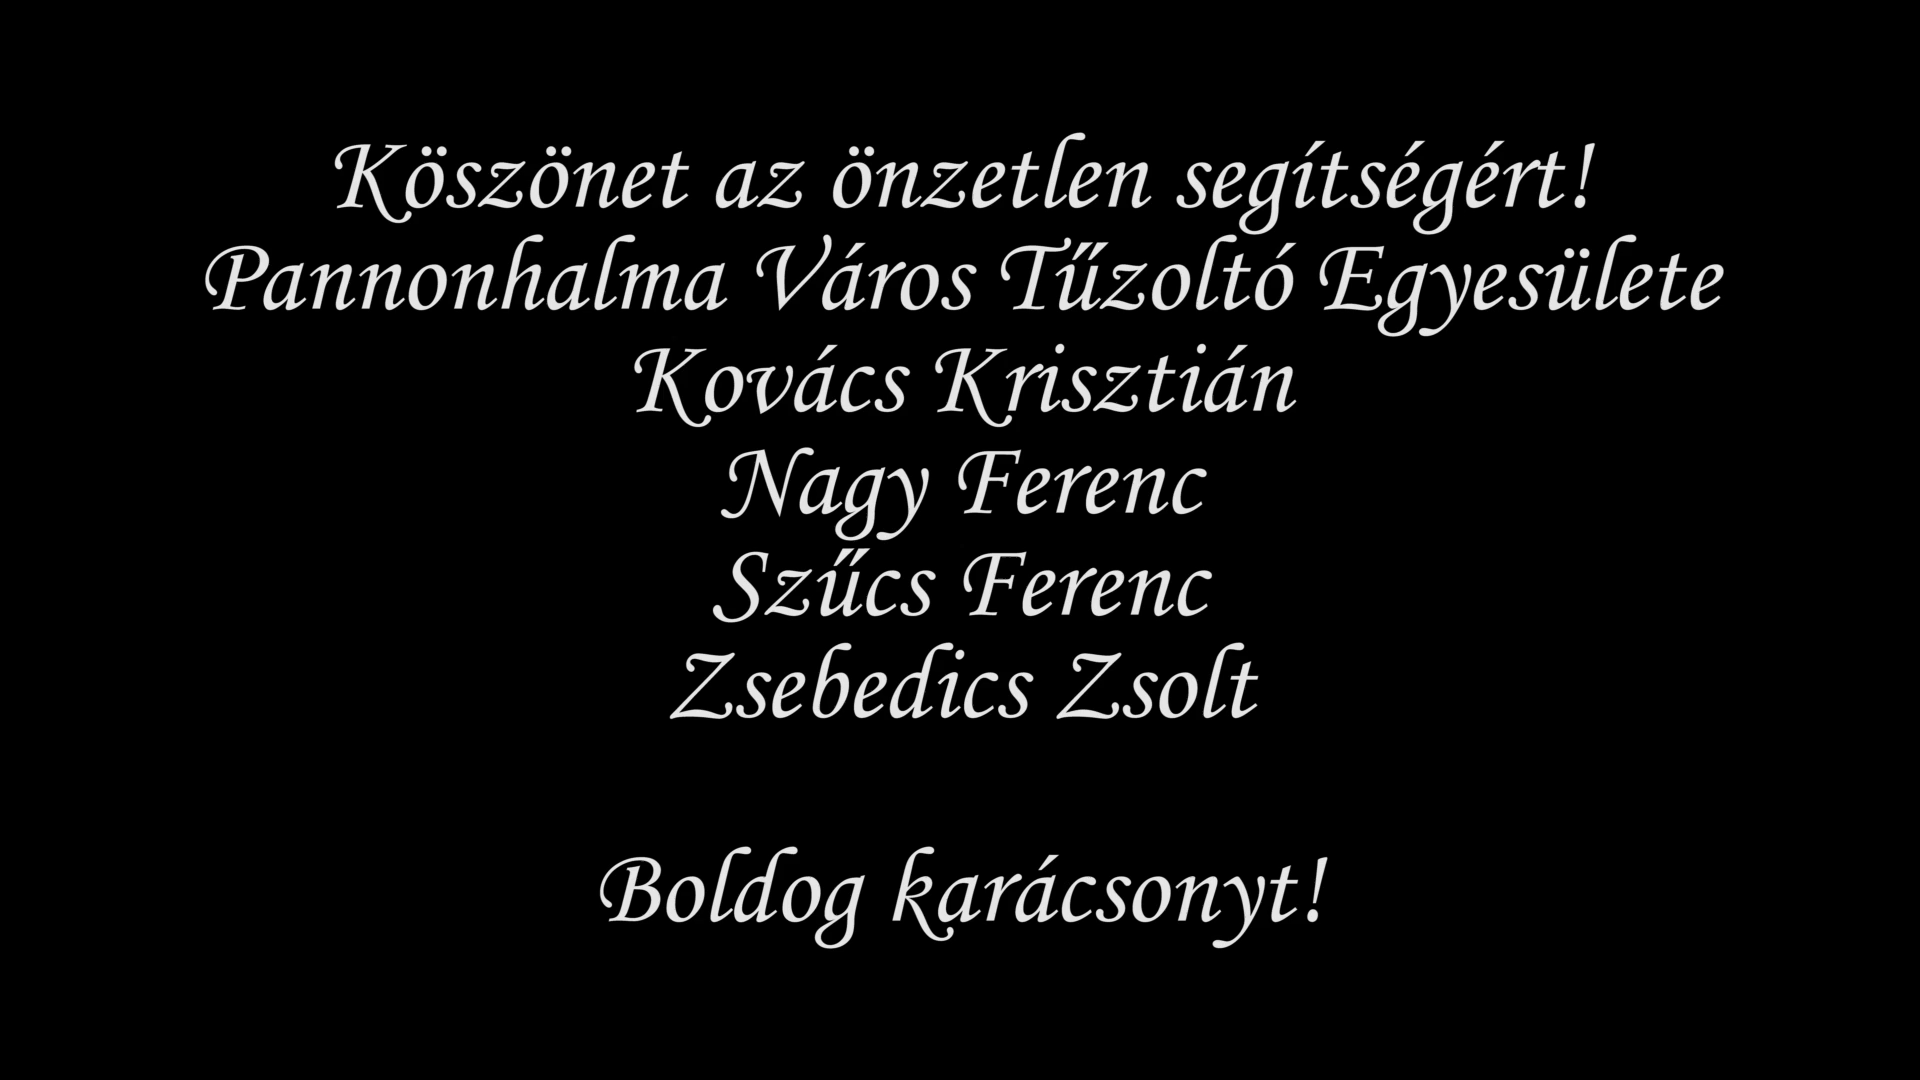 Köszönet az önzetlen segítségért!
Pannonhalma Város Tűzoltó Egyesülete
Kovács Krisztián
Nagy Ferenc
Szűcs Ferenc
Zsebedics Zsolt
Boldog karácsonyt!